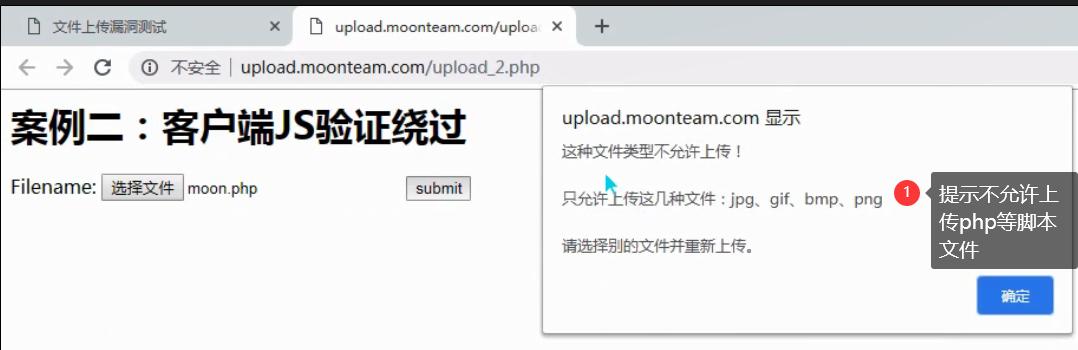 文件上传漏洞测试
upload.moonteam.com/uploa
不安全 upload.moonteam.com/upload_2.php
案例二：客户端JS验证绕过
Filename: 选择文件 moon.php submit
upload.moonteam.com 显示
这种文件类型不允许上传！
只允许上传这几种文件：jpg、gif、bmp、png
请选择别的文件并重新上传。
确定
1
提示不允许上
传php等脚本
文件